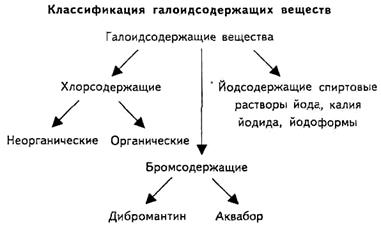 Классификация галоидсодержащих веществ
Галоидсодержащие вещества
Хлорсодержащие
Йодсодержащие спиртовые
растворы йода, калия
йодида, йодоформы
Неорганические Органические
Бромсодержащие
Дибромантин Аквабор